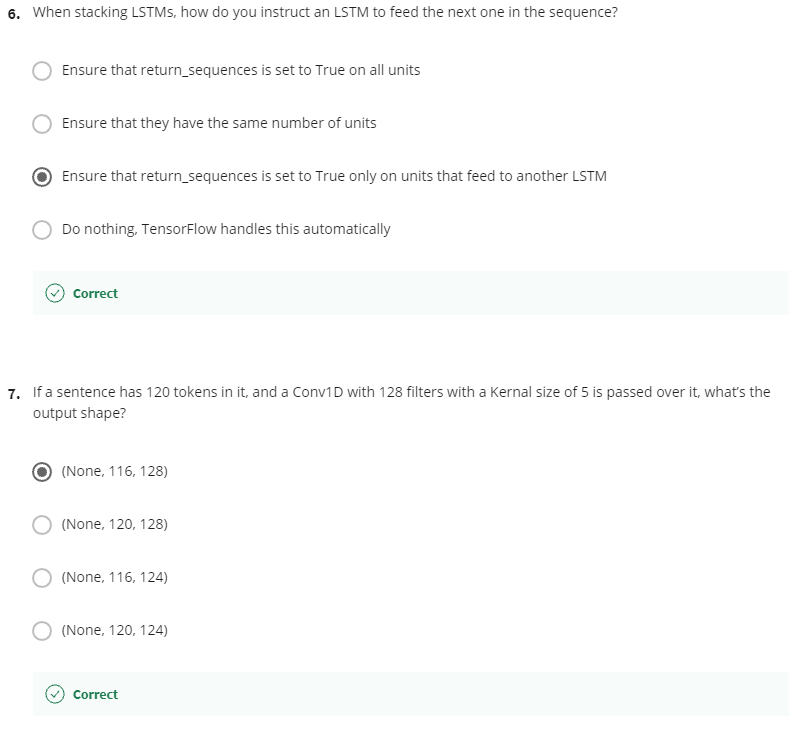 6. When stacking LSTMs, how do you instruct an LSTM to feed the next one in the sequence?
Ensure that return_sequences is set to True on all units
Ensure that they have the same number of units
Ensure that return_sequences is set to True only on units that feed to another LSTM
Do nothing, TensorFlow handles this automatically
Correct
7. If a sentence has 120 tokens in it, and a Conv1D with 128 filters with a Kernal size of 5 is passed over it, what's the
output shape?
(None, 116, 128)
(None, 120, 128)
(None, 116, 124)
(None, 120, 124)
Correct